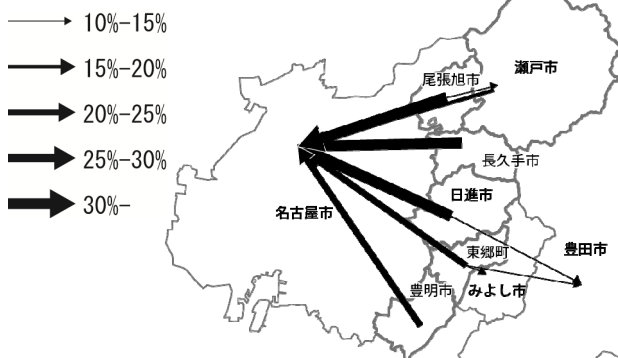 10%-15%
15%-20%
20%-25%
25%-30%
30%-
尾張旭市
瀬戸市
長久手市
日進市
名古屋市
東郷町
豊田市
豊明市
みよし市